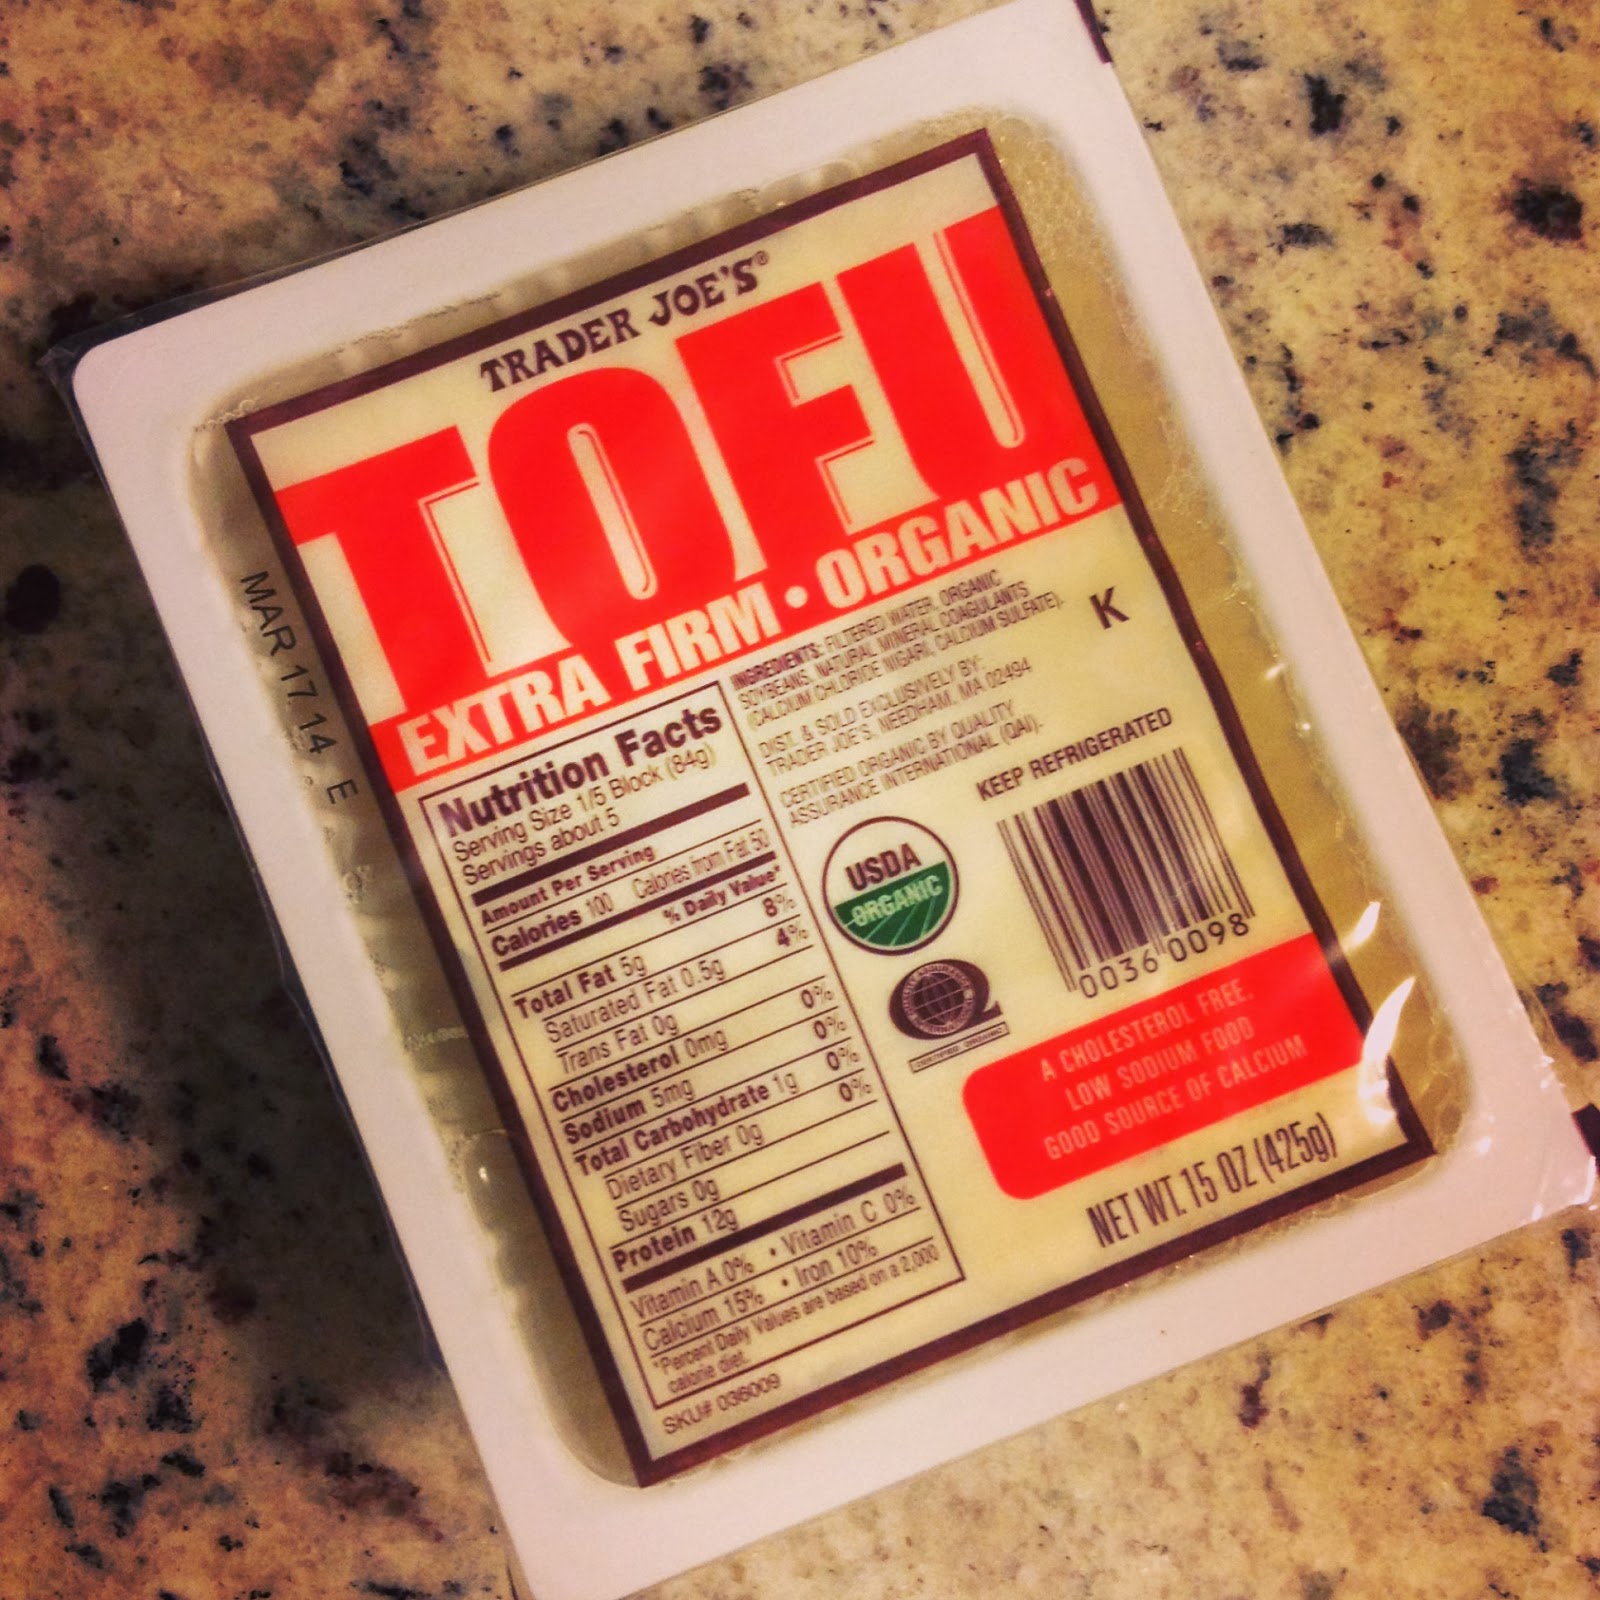 TRADER JOE'S®
TOFU
EXTRA FIRM • ORGANIC
MAR 17. 14 E
Nutrition Facts
Serving Size 1/5 Block (84g)
Servings about 5
Amount Per Serving
Calories 100 Calories from Fat 50
% Daily Value*
Total Fat 5g 8%
Saturated Fat 0.5g 4%
Trans Fat 0g
Cholesterol 0mg 0%
Sodium 5mg 0%
Total Carbohydrate 1g 0%
Dietary Fiber 0g 0%
Sugars 0g
Protein 12g
Vitamin A 0% • Vitamin C 0%
Calcium 15% • Iron 10%
*Percent Daily Values are based on a 2,000
calorie diet.
SKU# 036009
INGREDIENTS: FILTERED WATER, ORGANIC
SOYBEANS, NATURAL MINERAL COAGULANTS
(CALCIUM CHLORIDE NIGARI, CALCIUM SULFATE).
DIST. & SOLD EXCLUSIVELY BY:
TRADER JOE'S, NEEDHAM, MA 02494
CERTIFIED ORGANIC BY QUALITY
ASSURANCE INTERNATIONAL (QAI).
K
KEEP REFRIGERATED
USDA
ORGANIC
CERTIFIED ORGANIC
0036 0098
A CHOLESTEROL FREE,
LOW SODIUM FOOD
GOOD SOURCE OF CALCIUM
NET WT. 15 OZ (425g)